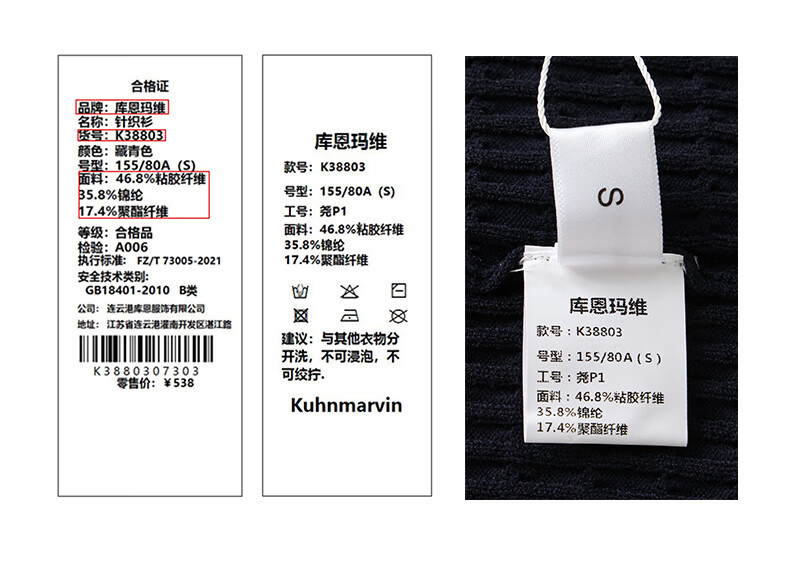 合格证
品牌：库恩玛维
名称：针织衫
货号：K38803
颜色：藏青色
号型：155/80A（S）
面料：46.8%粘胶纤维
35.8%锦纶
17.4%聚酯纤维
等级：合格品
检验：A006
执行标准： FZ/T 73005-2021
安全技术类别：
GB18401-2010 B类
公司： 连云港库恩服饰有限公司
地址： 江苏省连云港灌南开发区湛江路
K3880307303
零售价：￥538
库恩玛维
款号：K38803
号型：155/80A（S）
工号：尧P1
面料：46.8%粘胶纤维
35.8%锦纶
17.4%聚酯纤维
建议：与其他衣物分
开洗，不可浸泡，不
可绞拧.
Kuhnmarvin
S
库恩玛维
款号：K38803
号型：155/80A（S）
工号：尧P1
面料：46.8%粘胶纤维
35.8%锦纶
17.4%聚酯纤维